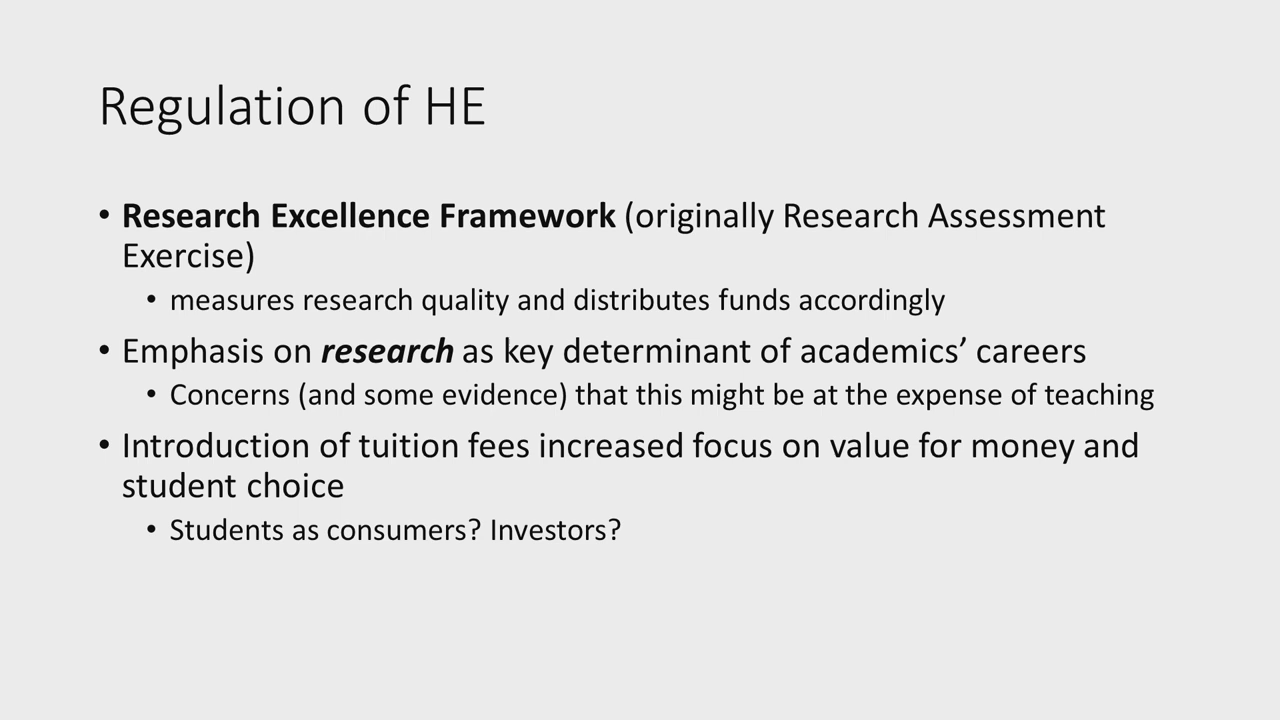 Regulation of HE
• Research Excellence Framework (originally Research Assessment
Exercise)
• measures research quality and distributes funds accordingly
• Emphasis on research as key determinant of academics’ careers
• Concerns (and some evidence) that this might be at the expense of teaching
• Introduction of tuition fees increased focus on value for money and
student choice
• Students as consumers? Investors?